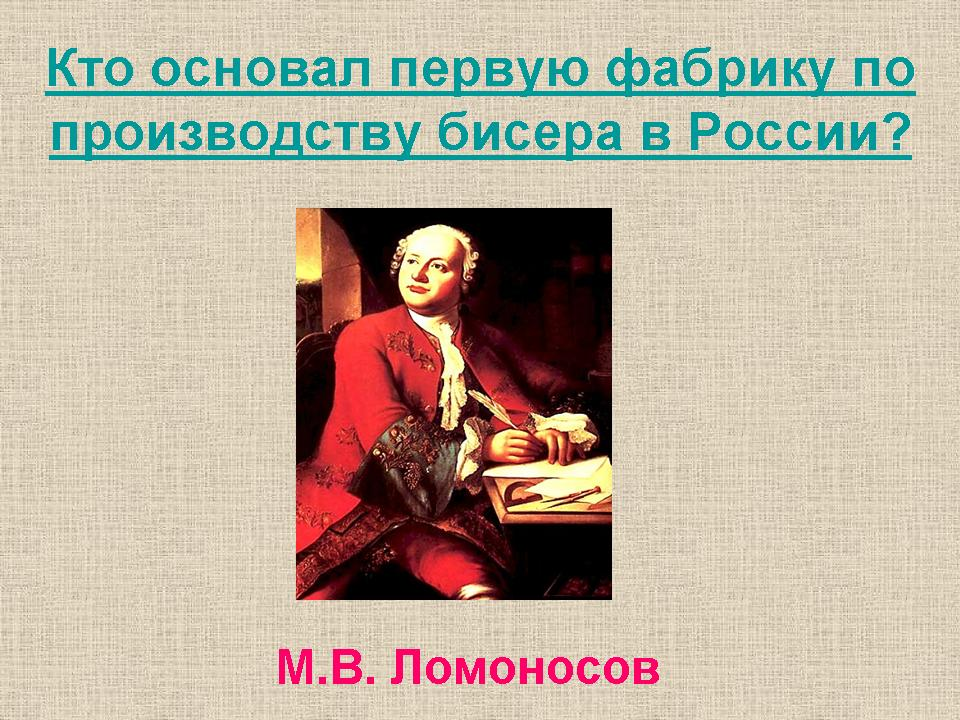 Кто основал первую фабрику по
производству бисера в России?
М.В. Ломоносов